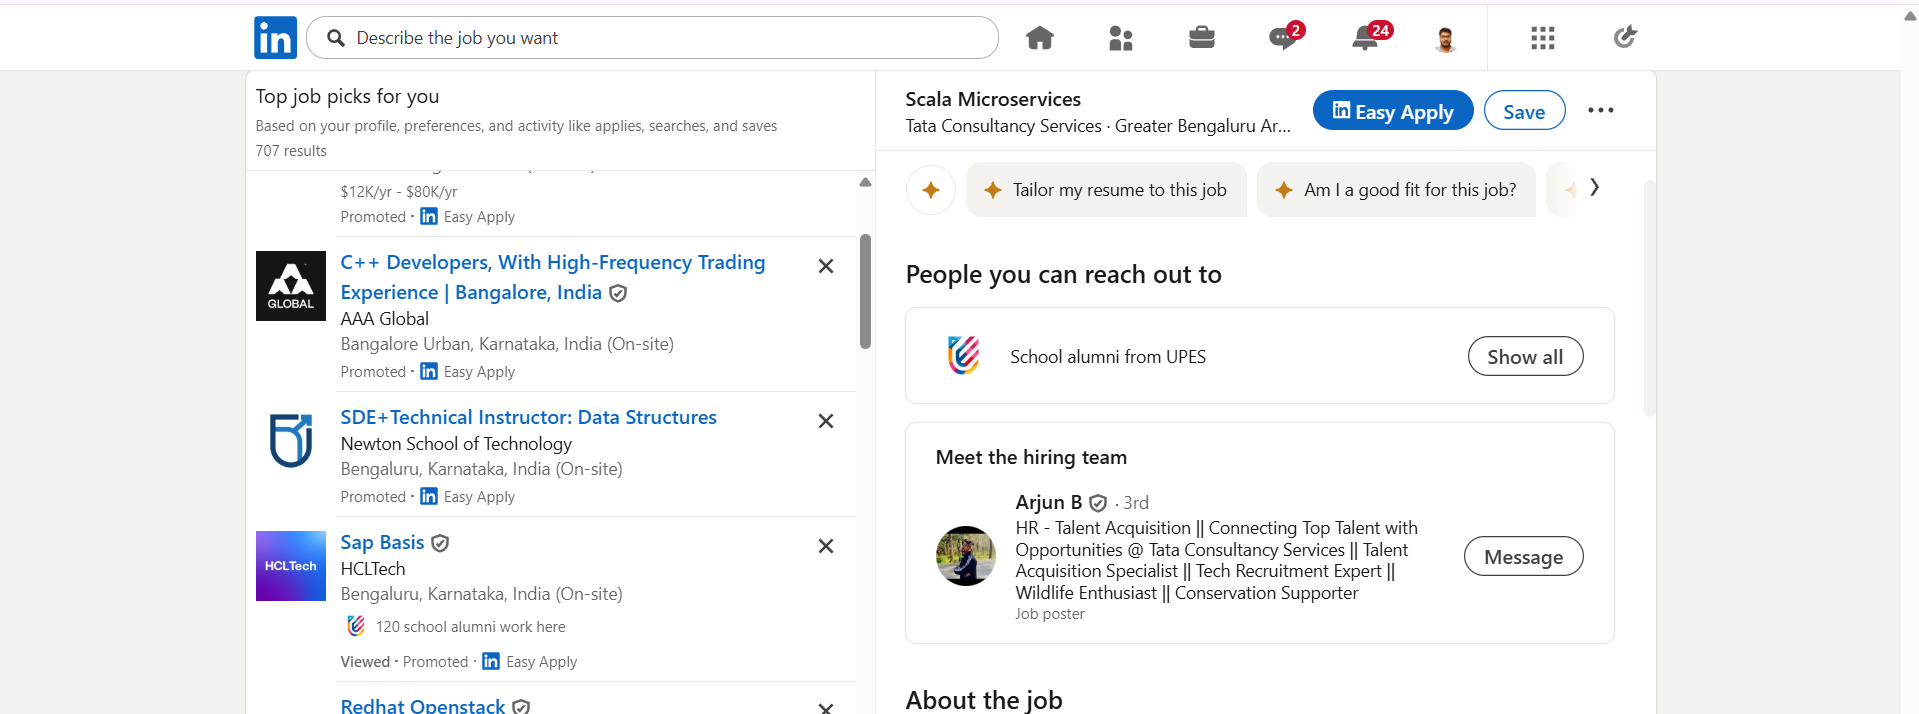 in
Describe the job you want
2
24
Top job picks for you
Based on your profile, preferences, and activity like applies, searches, and saves
707 results
$12K/yr - $80K/yr
Promoted · in Easy Apply
GLOBAL
C++ Developers, With High-Frequency Trading
Experience | Bangalore, India
AAA Global
Bangalore Urban, Karnataka, India (On-site)
Promoted · in Easy Apply
SDE+Technical Instructor: Data Structures
Newton School of Technology
Bengaluru, Karnataka, India (On-site)
Promoted · in Easy Apply
HCLTech
Sap Basis
HCLTech
Bengaluru, Karnataka, India (On-site)
120 school alumni work here
Viewed · Promoted · in Easy Apply
Redhat Openstack
Scala Microservices
Tata Consultancy Services · Greater Bengaluru Ar...
in Easy Apply
Save
Tailor my resume to this job
Am I a good fit for this job?
People you can reach out to
School alumni from UPES
Show all
Meet the hiring team
Arjun B · 3rd
HR - Talent Acquisition || Connecting Top Talent with
Opportunities @ Tata Consultancy Services || Talent
Acquisition Specialist || Tech Recruitment Expert ||
Wildlife Enthusiast || Conservation Supporter
Job poster
Message
About the job